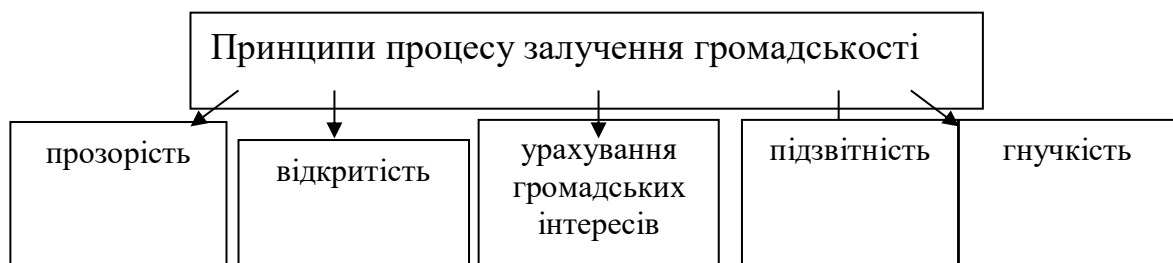 Принципи процесу залучення громадськості
прозорість
відкритість
урахування
громадських
інтересів
підзвітність
гнучкість